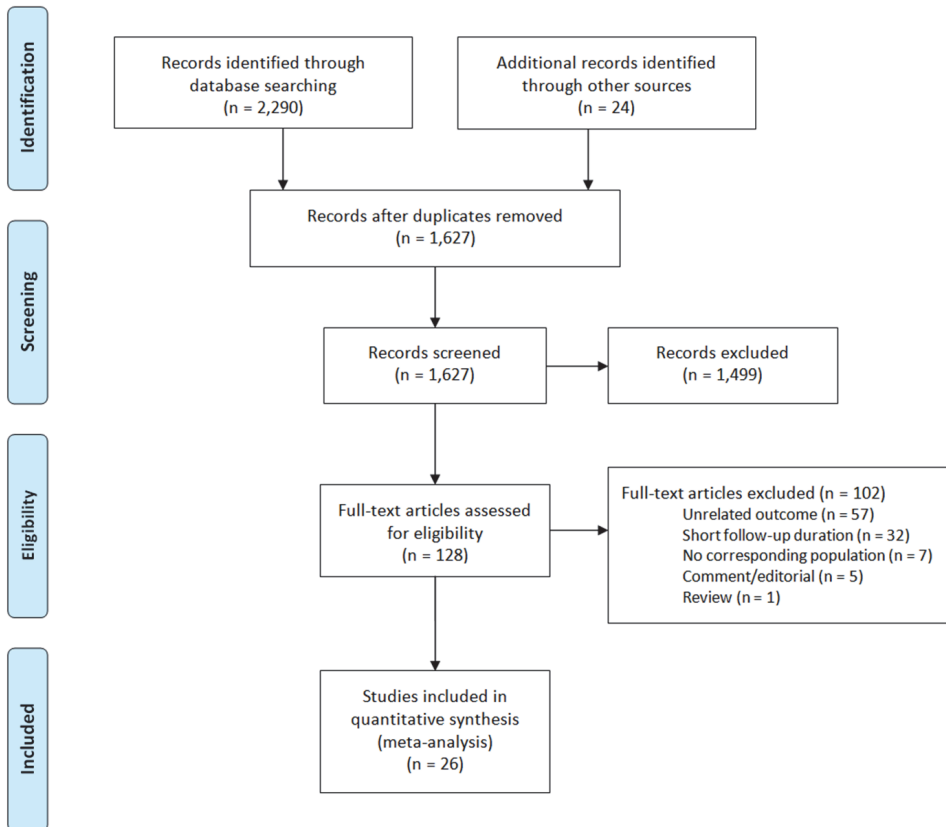 Identification
Records identified through
database searching
(n = 2,290)
Additional records identified
through other sources
(n = 24)
Records after duplicates removed
(n = 1,627)
Screening
Records screened
(n = 1,627)
Records excluded
(n = 1,499)
Eligibility
Full-text articles assessed
for eligibility
(n = 128)
Full-text articles excluded (n = 102)
Unrelated outcome (n = 57)
Short follow-up duration (n = 32)
No corresponding population (n = 7)
Comment/editorial (n = 5)
Review (n = 1)
Included
Studies included in
quantitative synthesis
(meta-analysis)
(n = 26)